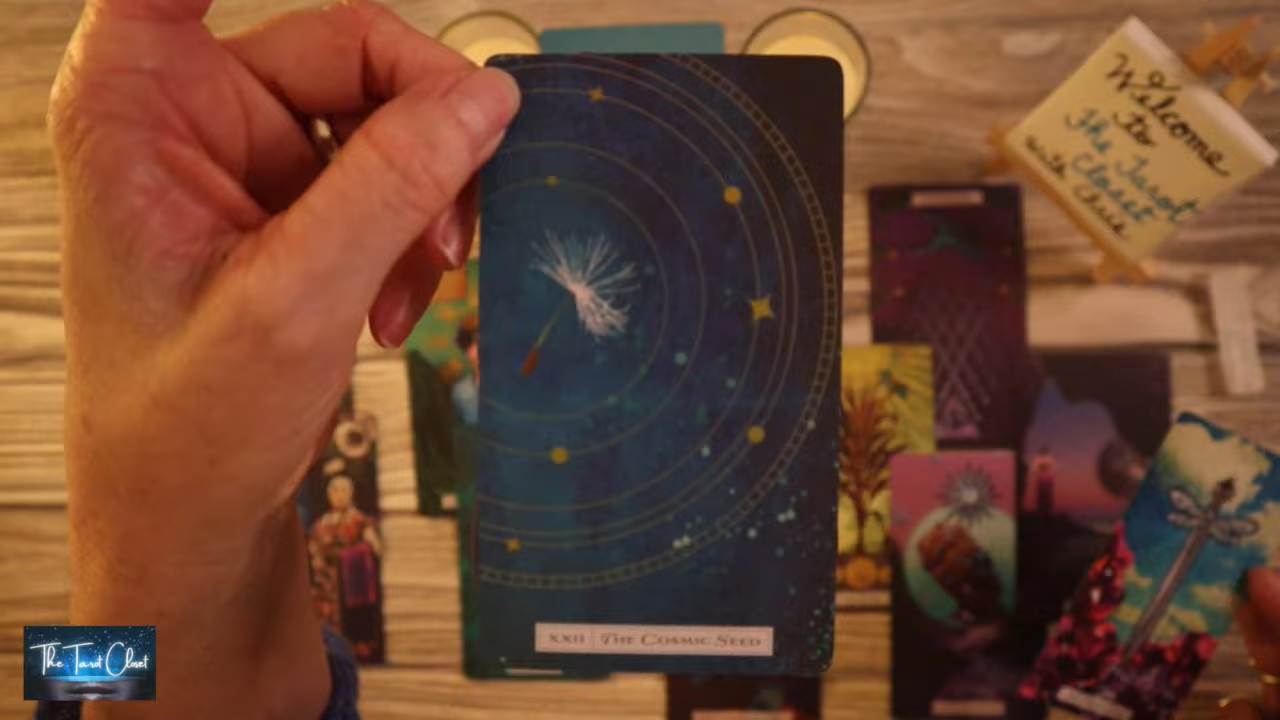 Welcome
to
The Tarot
Closet
with Chris
XXII THE COSMIC SEED
The Tarot Closet